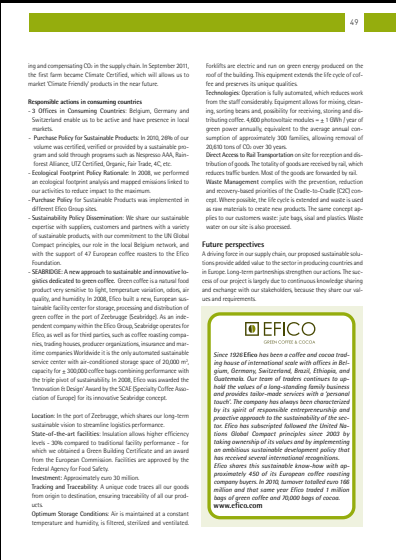 49
ing and compensating CO₂ in the supply chain. In September 2011,
the first farm became Climate Certified, which will allows us to
market 'Climate Friendly' products in the near future.
Responsible actions in consuming countries
- 3 Offices in Consuming Countries: Belgium, Germany and
Switzerland enable us to be active and have presence in local
markets.
- Purchase Policy for Sustainable Products: In 2010, 26% of our
volume was certified, verified or provided by a sustainable pro-
gram and sold through programs such as Nespresso AAA, Rain-
forest Alliance, UTZ Certified, Organic, Fair Trade, 4C, etc.
- Ecological Footprint Policy Rationale: In 2008, we performed
an ecological footprint analysis and mapped emissions linked to
our activities to reduce impact to the maximum.
- Purchase Policy for Sustainable Products was implemented in
different Efico Group sites.
- Sustainability Policy Dissemination: We share our sustainable
expertise with suppliers, customers and partners with a variety
of sustainable products, with our commitment to the UN Global
Compact principles, our role in the local Belgium network, and
with the support of 47 European coffee roasters to the Efico
Foundation.
- SEABRIDGE: A new approach to sustainable and innovative lo-
gistics dedicated to green coffee. Green coffee is a natural food
product very sensitive to light, temperature variation, odors, air
quality, and humidity. In 2008, Efico built a new, European sus-
tainable facility center for storage, processing and distribution of
green coffee in the port of Zeebrugge (Seabridge). As an inde-
pendent company within the Efico Group, Seabridge operates for
Efico, as well as for third parties, such as coffee roasting compa-
nies, trading houses, producer organizations, insurance and mar-
itime companies Worldwide it is the only automated sustainable
service center with air-conditioned storage space of 20,000 m²,
capacity for ± 300,000 coffee bags combining performance with
the triple pivot of sustainability. In 2008, Efico was awarded the
'Innovation & Design' Award by the SCAE (Specialty Coffee Asso-
ciation of Europe) for its innovative Seabridge concept.
Location: In the port of Zeebrugge, which shares our long-term
sustainable vision to streamline logistics performance.
State-of-the-art facilities: Insulation allows higher efficiency
levels - 30% compared to traditional facility performance - for
which we obtained a Green Building Certificate and an award
from the European Commission. Facilities are approved by the
Federal Agency for Food Safety.
Investment: Approximately euro 30 million.
Tracking and Traceability: A unique code traces all our goods
from origin to destination, ensuring traceability of all our prod-
ucts.
Optimum Storage Conditions: Air is maintained at a constant
temperature and humidity, is filtered, sterilized and ventilated.
Forklifts are electric and run on green energy produced on the
roof of the building. This equipment extends the life cycle of cof-
fee and preserves its unique qualities.
Technologies: Operation is fully automated, which reduces work
from the staff considerably. Equipment allows for mixing, clean-
ing, sorting beans and, possibility for receiving, storing and dis-
tributing coffee. 4,600 photovoltaic modules = ± 1 GWh / year of
green power annually, equivalent to the average annual con-
sumption of approximately 300 families, allowing removal of
20,610 tons of CO₂ over 30 years.
Direct Access to Rail Transportation on site for reception and dis-
tribution of goods. The totality of goods are received by rail, which
reduces traffic burden. Most of the goods are forwarded by rail.
Waste Management complies with the prevention, reduction
and recovery-based priorities of the Cradle-to-Cradle (C2C) con-
cept. Where possible, the life cycle is extended and waste is used
as raw materials to create new products. The same concept ap-
plies to our customers waste: jute bags, sisal and plastics. Waste
water on our site is also processed.
Future perspectives
A driving force in our supply chain, our proposed sustainable solu-
tions provide added value to the sector in producing countries and
in Europe. Long-term partnerships strengthen our actions. The suc-
cess of our project is largely due to continuous knowledge sharing
and exchange with our stakeholders, because they share our val-
ues and requirements.
EFICO
GREEN COFFEE & COCOA
Since 1926 Efico has been a coffee and cocoa trad-
ing house of international scale with offices in Bel-
gium, Germany, Switzerland, Brazil, Ethiopia, and
Guatemala. Our team of traders continues to up-
hold the values of a long-standing family business
and provides tailor-made services with a 'personal
touch'. The company has always been characterized
by its spirit of responsible entrepreneurship and
proactive approach to the sustainability of the sec-
tor. Efico has subscribed followed the United Na-
tions Global Compact principles since 2003 by
taking ownership of its values and by implementing
an ambitious sustainable development policy that
has received several international recognitions.
Efico shares this sustainable know-how with ap-
proximately 450 of its European coffee roasting
company buyers. In 2010, turnover totalled euro 166
million and that same year Efico traded 1 million
bags of green coffee and 70,000 bags of cocoa.
www.efico.com